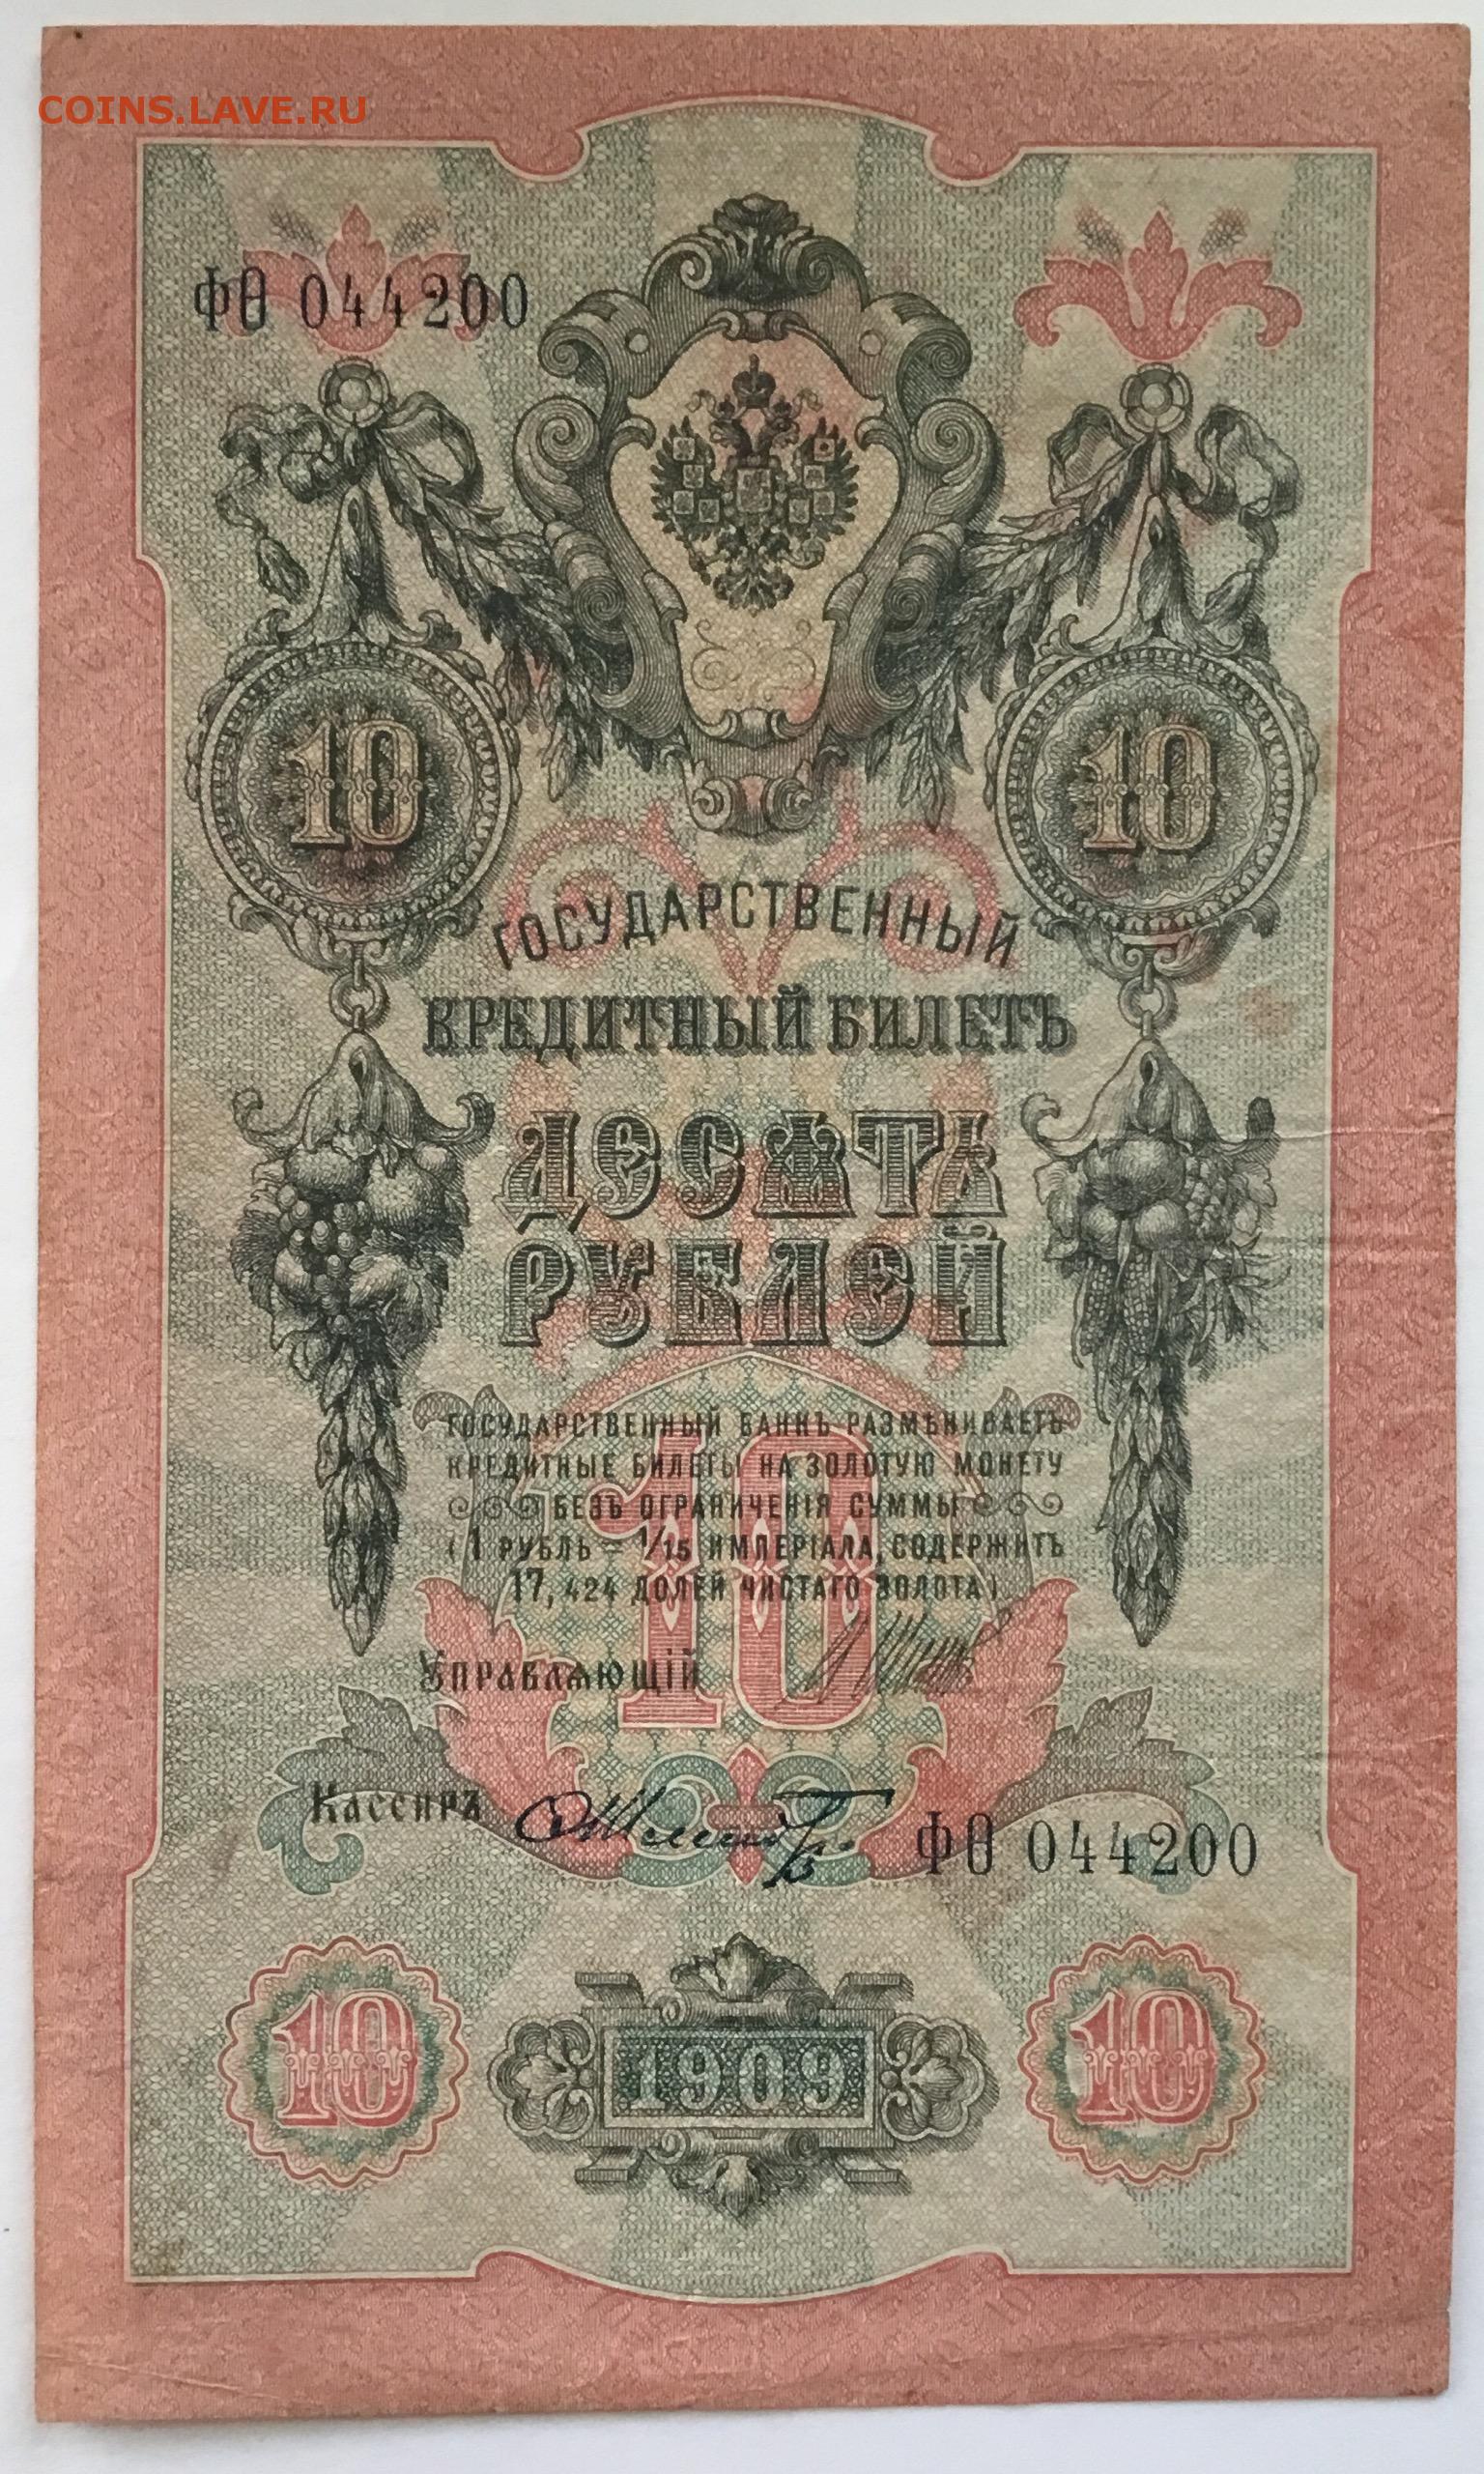 COINS.LAVE.RU
ФѲ 044200
10 10
ГОСУДАРСТВЕННЫЙ
КРЕДИТНЫЙ БИЛЕТЪ
ДЕСѦТЬ
РУБЛЕЙ
10
ГОСУДАРСТВЕННЫЙ БАНКЪ РАЗМѢНИВАЕТЪ
КРЕДИТНЫЕ БИЛЕТЫ НА ЗОЛОТУЮ МОНЕТУ
БЕЗЪ ОГРАНИЧЕНІЯ СУММЫ
(1 РУБЛЬ = 1/15 ИМПЕРІАЛА, СОДЕРЖИТЪ
17,424 ДОЛЕЙ ЧИСТАГО ЗОЛОТА).
УПРАВЛѦЮЩІЙ
КАССИРЪ
ФѲ 044200
10 1909 10